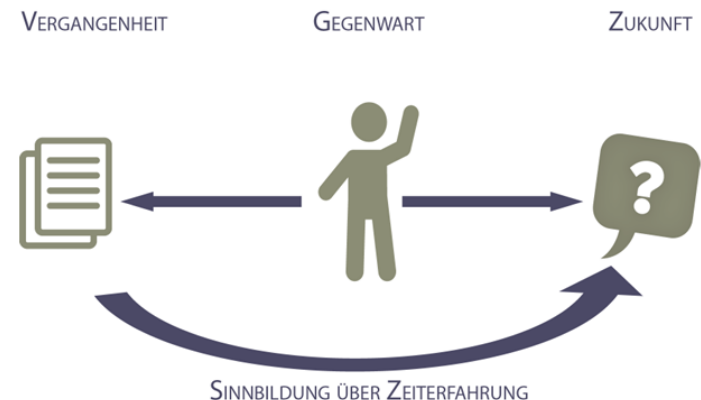 Vergangenheit
Gegenwart
Zukunft
?
Sinnbildung über Zeiterfahrung